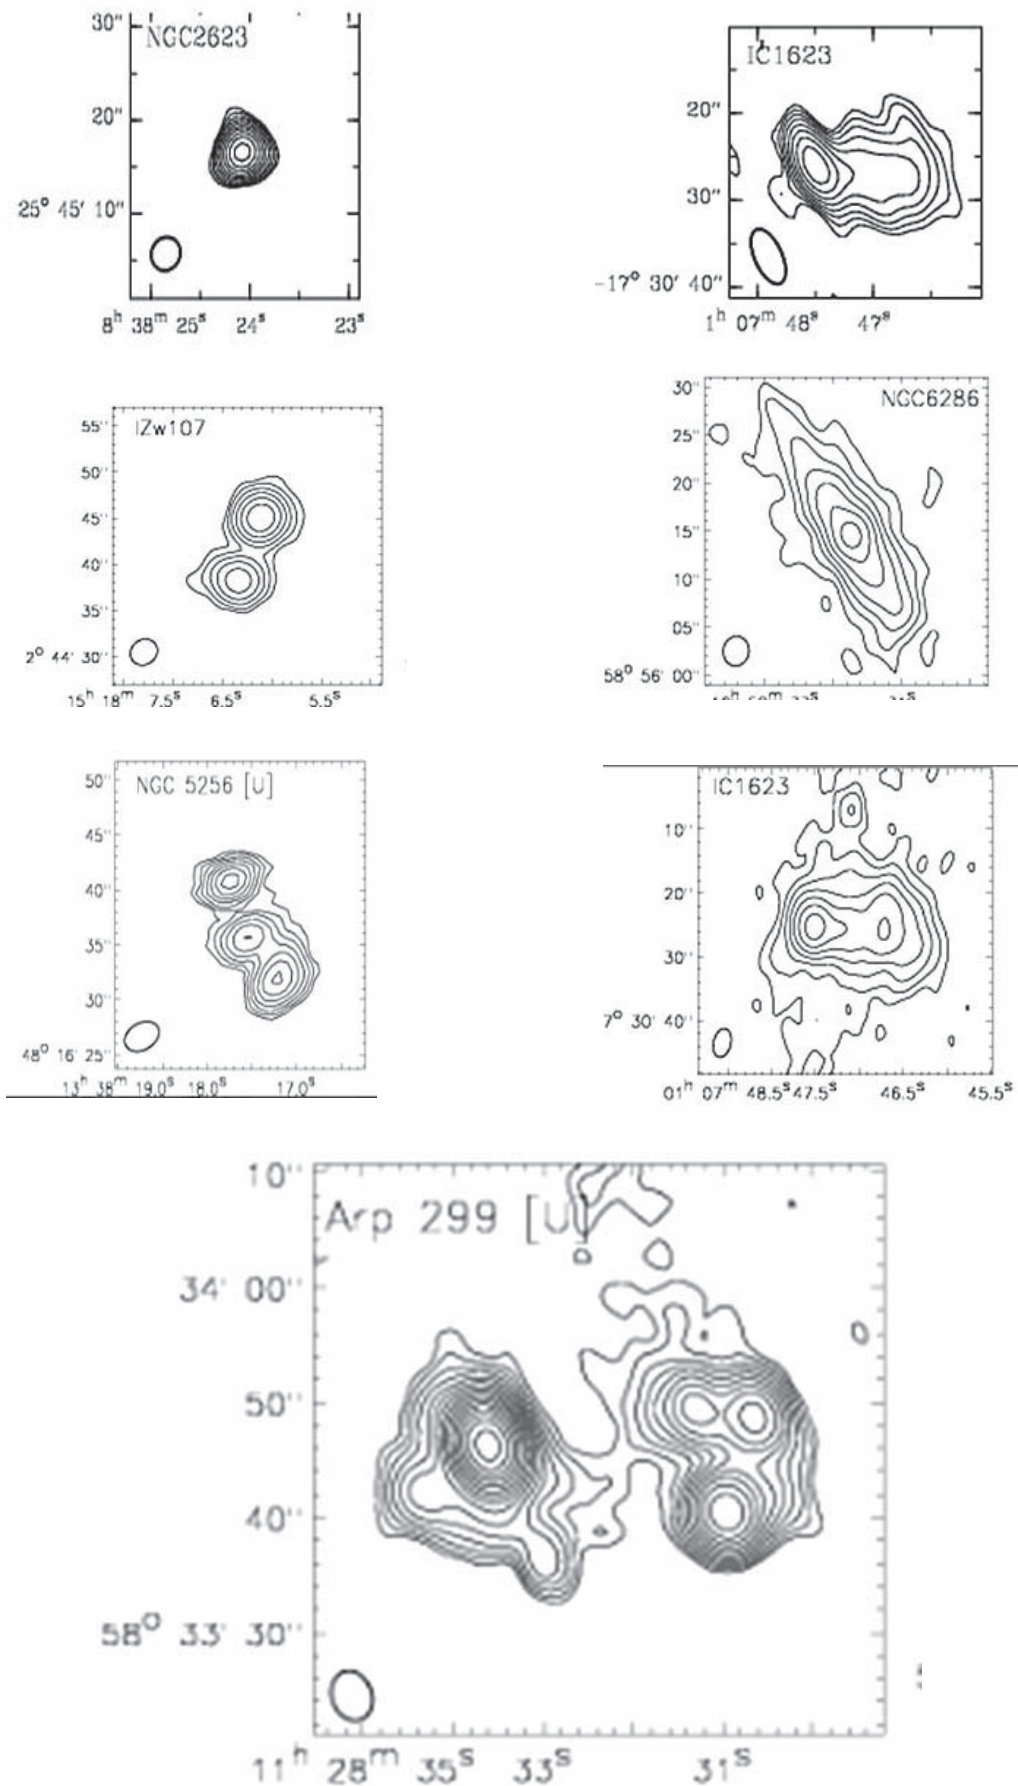 NGC2623
30"
20"
25° 45' 10"
8ʰ 38ᵐ 25ˢ 24ˢ 23ˢ
IC1623
20"
30"
-17° 30' 40"
1ʰ 07ᵐ 48ˢ 47ˢ
IZw107
55"
50"
45"
40"
35"
2° 44' 30"
15ʰ 18ᵐ 7.5ˢ 6.5ˢ 5.5ˢ
NGC6286
30"
25"
20"
15"
10"
05"
58° 56' 00"
NGC 5256 [U]
50"
45"
40"
35"
30"
48° 16' 25"
13ʰ 38ᵐ 19.0ˢ 18.0ˢ 17.0ˢ
IC1623
10"
20"
30"
7° 30' 40"
01ʰ 07ᵐ 48.5ˢ 47.5ˢ 46.5ˢ 45.5ˢ
10"
Arp 299 [U]
34' 00"
50"
40"
58° 33' 30"
11ʰ 28ᵐ 35ˢ 33ˢ 31ˢ